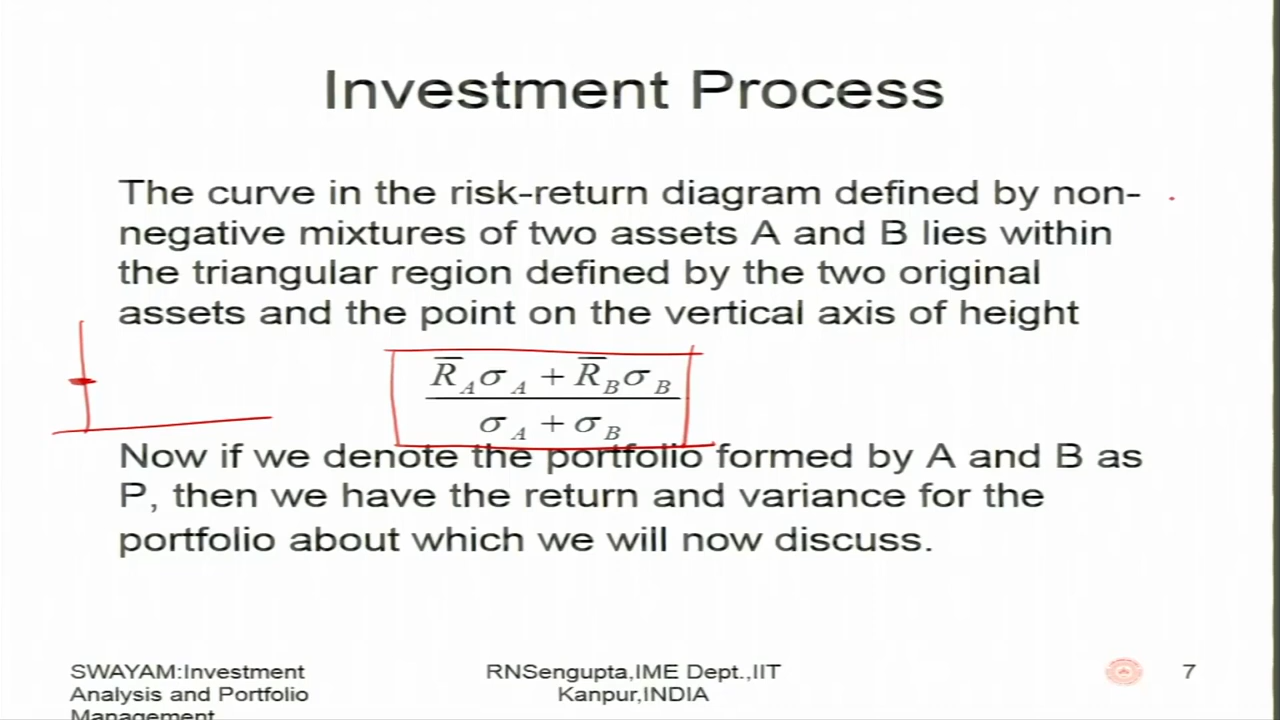 Investment Process
The curve in the risk-return diagram defined by non-
negative mixtures of two assets A and B lies within
the triangular region defined by the two original
assets and the point on the vertical axis of height
R̅_A σ_A + R̅_B σ_B
σ_A + σ_B
Now if we denote the portfolio formed by A and B as
P, then we have the return and variance for the
portfolio about which we will now discuss.
SWAYAM:Investment
Analysis and Portfolio
Management
RNSengupta,IME Dept.,IIT
Kanpur,INDIA
7